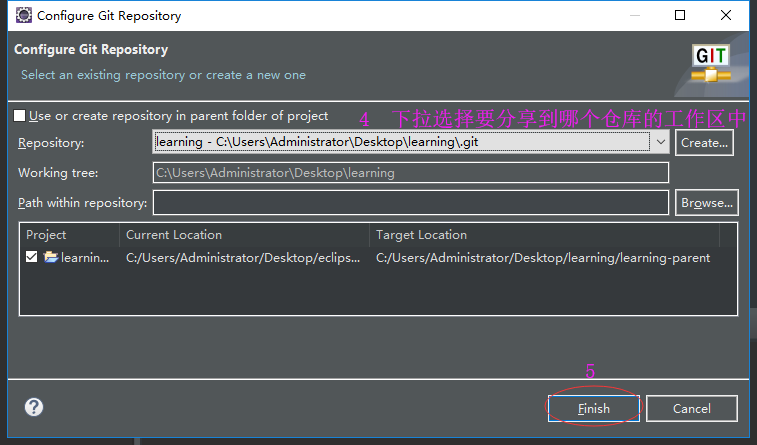 Configure Git Repository
Configure Git Repository
Select an existing repository or create a new one
GIT
Use or create repository in parent folder of project
4 下拉选择要分享到哪个仓库的工作区中
Repository: learning - C:\Users\Administrator\Desktop\learning\.git Create...
Working tree: C:\Users\Administrator\Desktop\learning
Path within repository: Browse...
Project Current Location Target Location
learnin... C:/Users/Administrator/Desktop/eclips... C:/Users/Administrator/Desktop/learning/learning-parent
5
? Finish Cancel